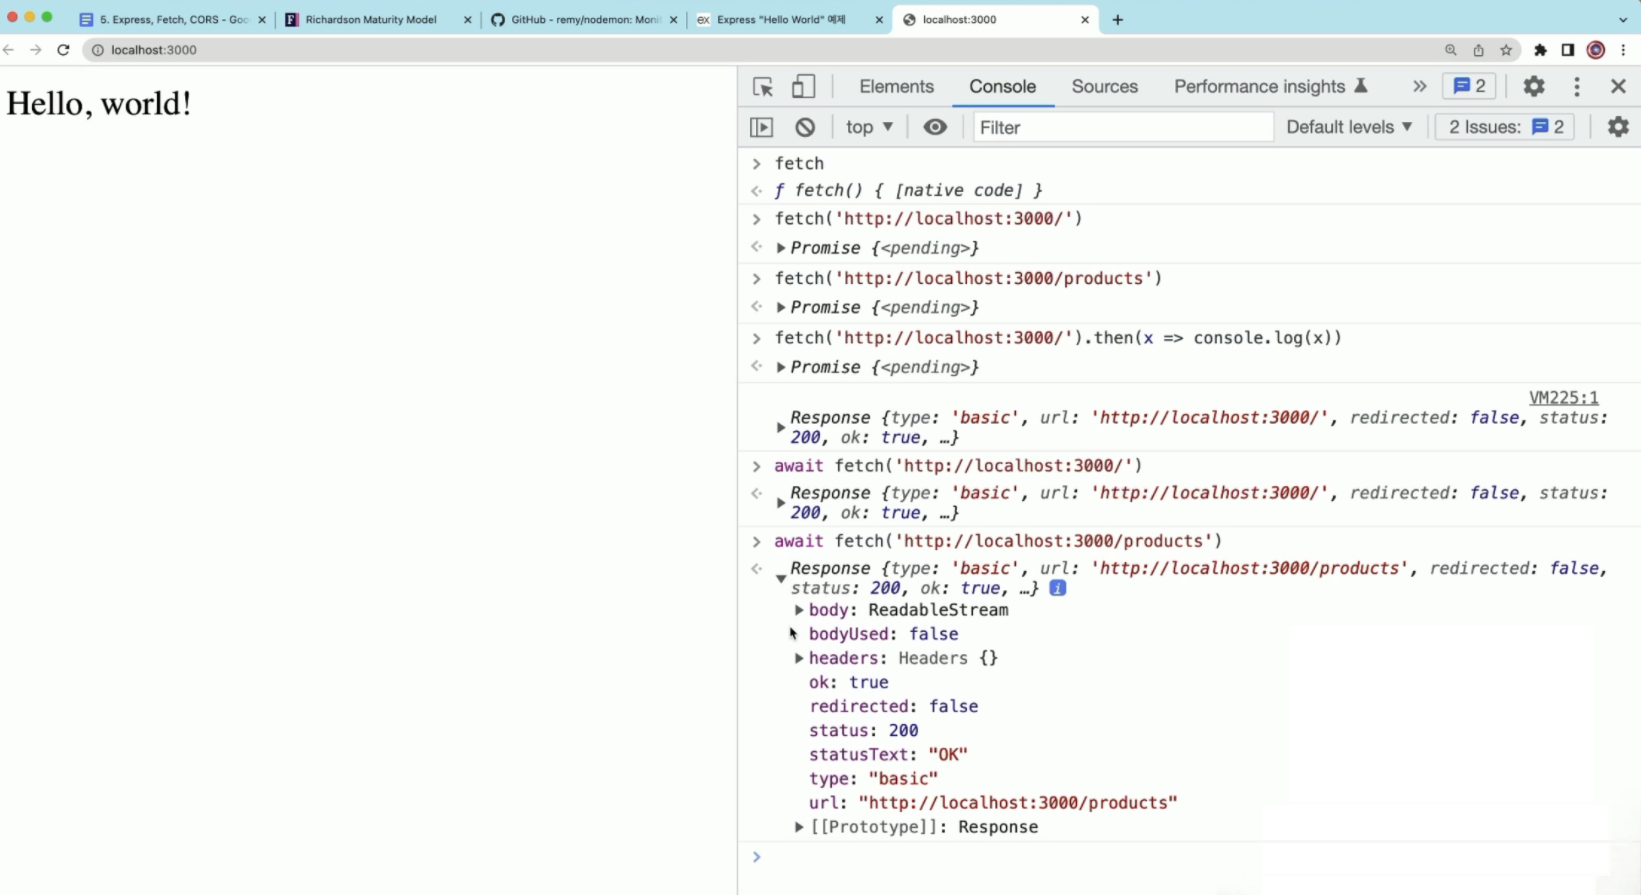 5. Express, Fetch, CORS - Goo
Richardson Maturity Model
GitHub - remy/nodemon: Moni
ex Express "Hello World" 예제
localhost:3000
localhost:3000
Hello, world!
Elements Console Sources Performance insights 2
top Filter Default levels 2 Issues: 2
fetch
f fetch() { [native code] }
fetch('http://localhost:3000/')
Promise {<pending>}
fetch('http://localhost:3000/products')
Promise {<pending>}
fetch('http://localhost:3000/').then(x => console.log(x))
Promise {<pending>}
VM225:1
Response {type: 'basic', url: 'http://localhost:3000/', redirected: false, status:
200, ok: true, …}
await fetch('http://localhost:3000/')
Response {type: 'basic', url: 'http://localhost:3000/', redirected: false, status:
200, ok: true, …}
await fetch('http://localhost:3000/products')
Response {type: 'basic', url: 'http://localhost:3000/products', redirected: false,
status: 200, ok: true, …} i
body: ReadableStream
bodyUsed: false
headers: Headers {}
ok: true
redirected: false
status: 200
statusText: "OK"
type: "basic"
url: "http://localhost:3000/products"
[[Prototype]]: Response